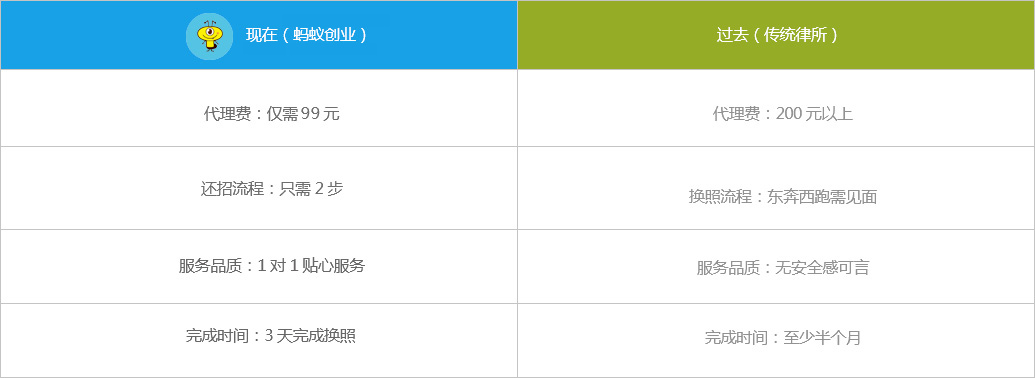 现在（蚂蚁创业）
过去（传统律所）
代理费：仅需 99 元
代理费：200 元以上
还招流程：只需 2 步
换照流程：东奔西跑需见面
服务品质：1 对 1 贴心服务
服务品质：无安全感可言
完成时间：3 天完成换照
完成时间：至少半个月